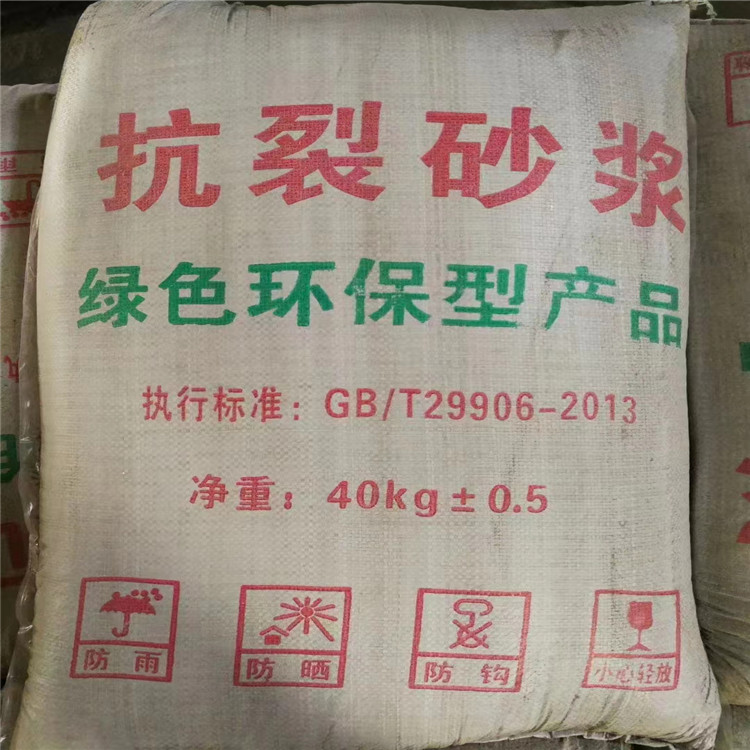 抗裂砂浆
绿色环保型产品
执行标准：GB/T29906-2013
净重：40kg±0.5
防雨 防晒 防钩 小心轻放